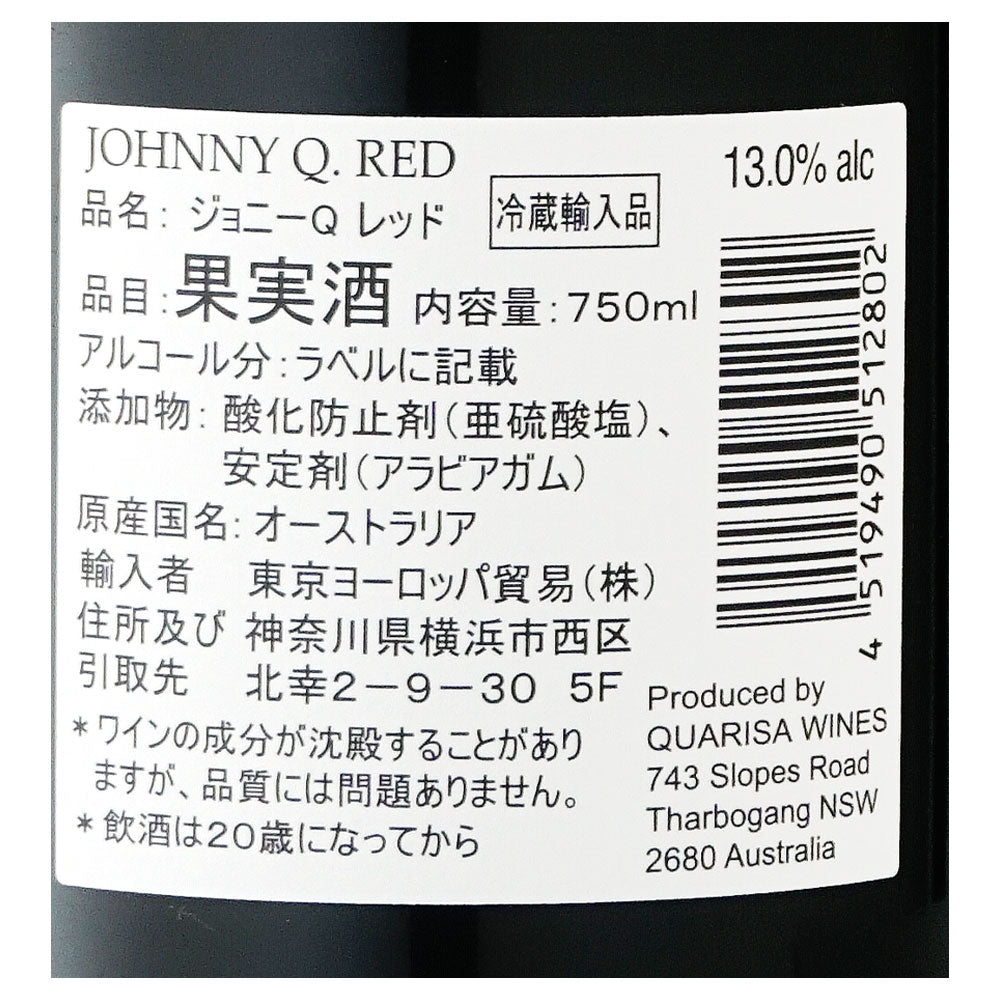 JOHNNY Q. RED
13.0% alc
品名: ジョニーQ レッド
冷蔵輸入品
品目:果実酒 内容量:750ml
アルコール分:ラベルに記載
添加物: 酸化防止剤(亜硫酸塩)、
安定剤(アラビアガム)
原産国名: オーストラリア
輸入者 東京ヨーロッパ貿易(株)
住所及び 神奈川県横浜市西区
引取先 北幸2-9-30 5F
*ワインの成分が沈殿することがあり
ますが、品質には問題ありません。
*飲酒は20歳になってから
4 519490 512802
Produced by
QUARISA WINES
743 Slopes Road
Tharbogang NSW
2680 Australia